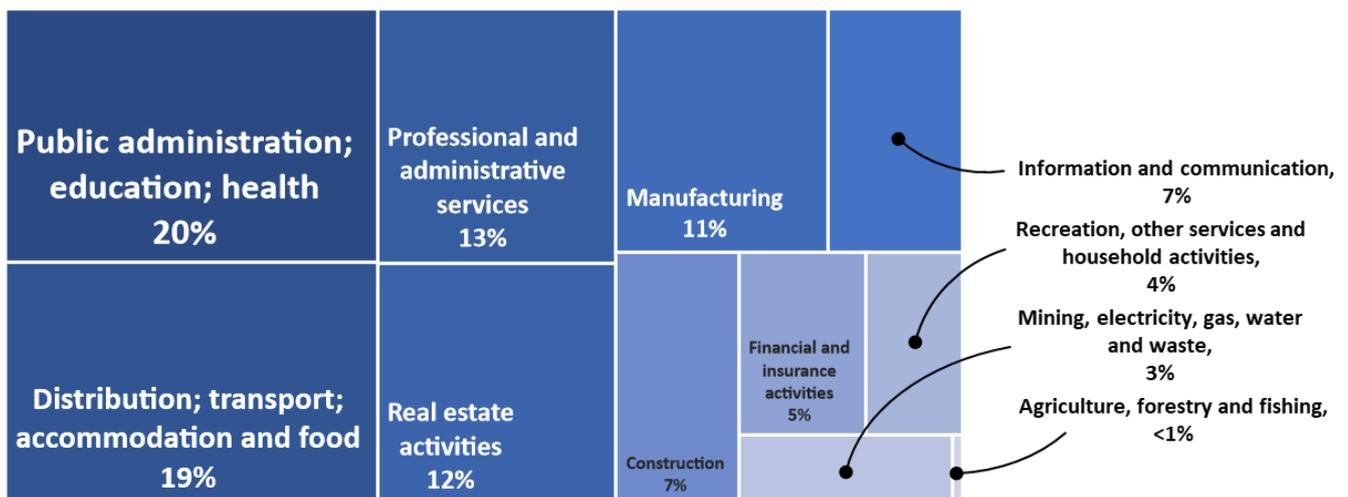 Public administration;
education; health
20%
Professional and
administrative
services
13%
Manufacturing
11%
Information and communication,
7%
Recreation, other services and
household activities,
4%
Mining, electricity, gas, water
and waste,
3%
Agriculture, forestry and fishing,
<1%
Distribution; transport;
accommodation and food
19%
Real estate
activities
12%
Construction
7%
Financial and
insurance
activities
5%